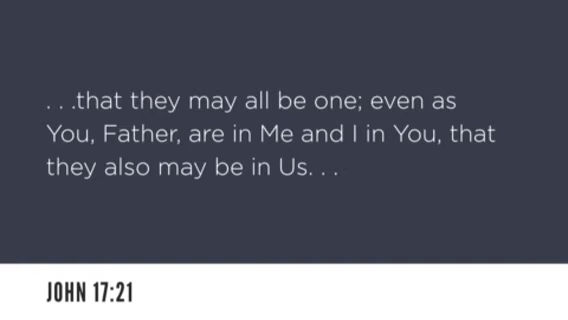 . . .that they may all be one; even as
You, Father, are in Me and I in You, that
they also may be in Us. . .
JOHN 17:21